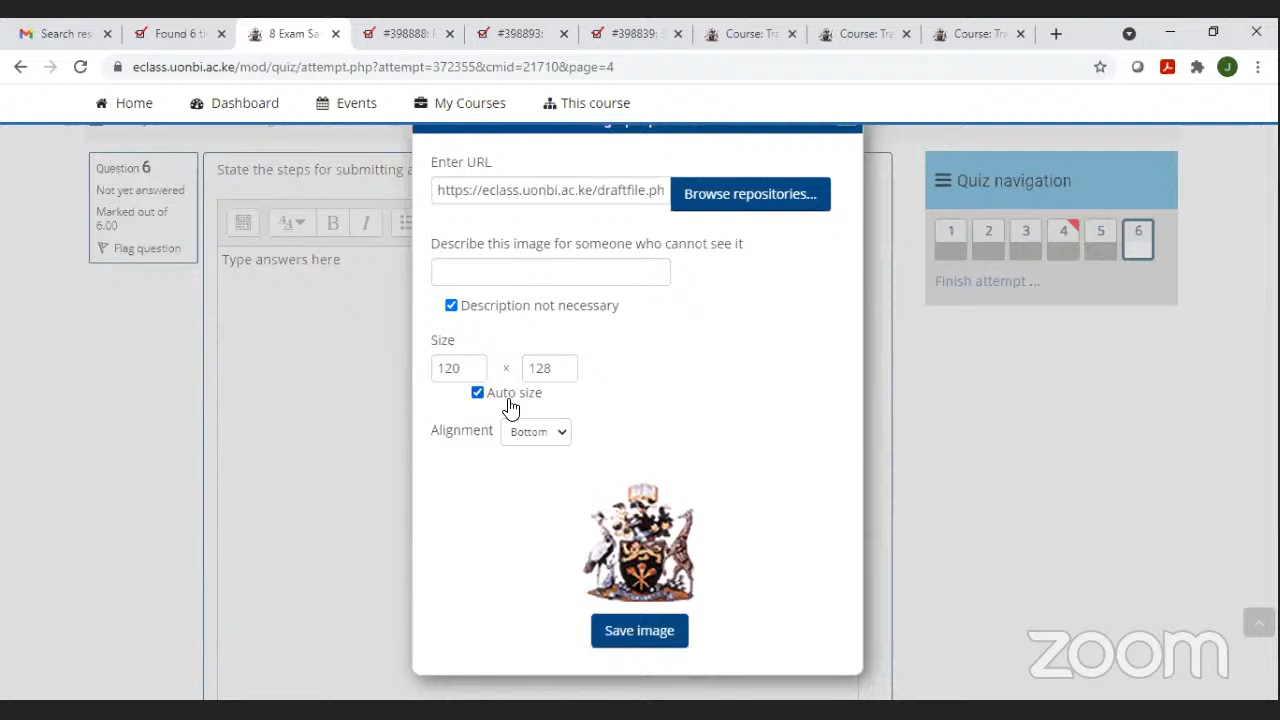 Search res
Found 6 ti
8 Exam Sa
#398888:
#398893:
#398839:
Course: Tra
Course: Tra
Course: Tra
eclass.uonbi.ac.ke/mod/quiz/attempt.php?attempt=372355&cmid=21710&page=4
J
Home
Dashboard
Events
My Courses
This course
Question 6
Not yet answered
Marked out of
6.00
Flag question
State the steps for submitting a
B I
Type answers here
Enter URL
https://eclass.uonbi.ac.ke/draftfile.ph
Browse repositories...
Describe this image for someone who cannot see it
Description not necessary
Size
120 × 128
Auto size
Alignment Bottom
Save image
Quiz navigation
1 2 3 4 5 6
Finish attempt ...
zoom